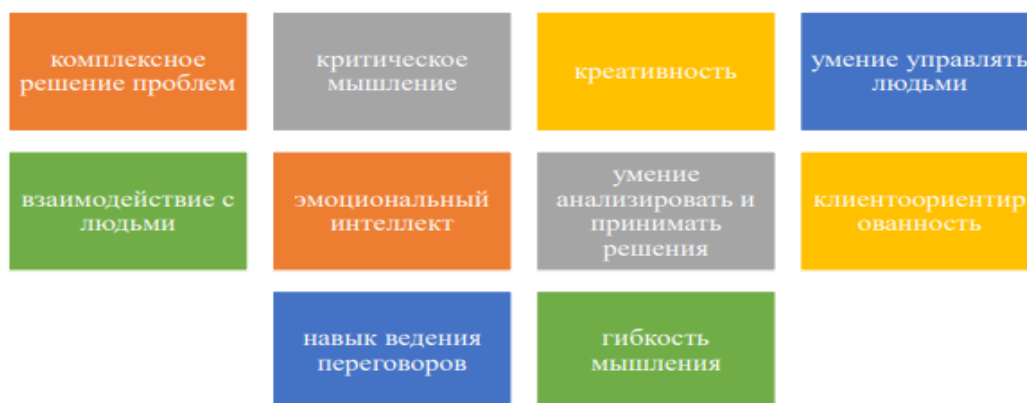 комплексное
решение проблем
критическое
мышление
креативность
умение управлять
людьми
взаимодействие с
людьми
эмоциональный
интеллект
умение
анализировать и
принимать
решения
клиентоориентир
ованность
навык ведения
переговоров
гибкость
мышления